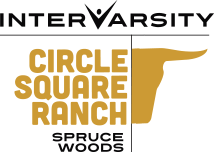 INTERVARSITY
CIRCLE
SQUARE
RANCH
SPRUCE
WOODS